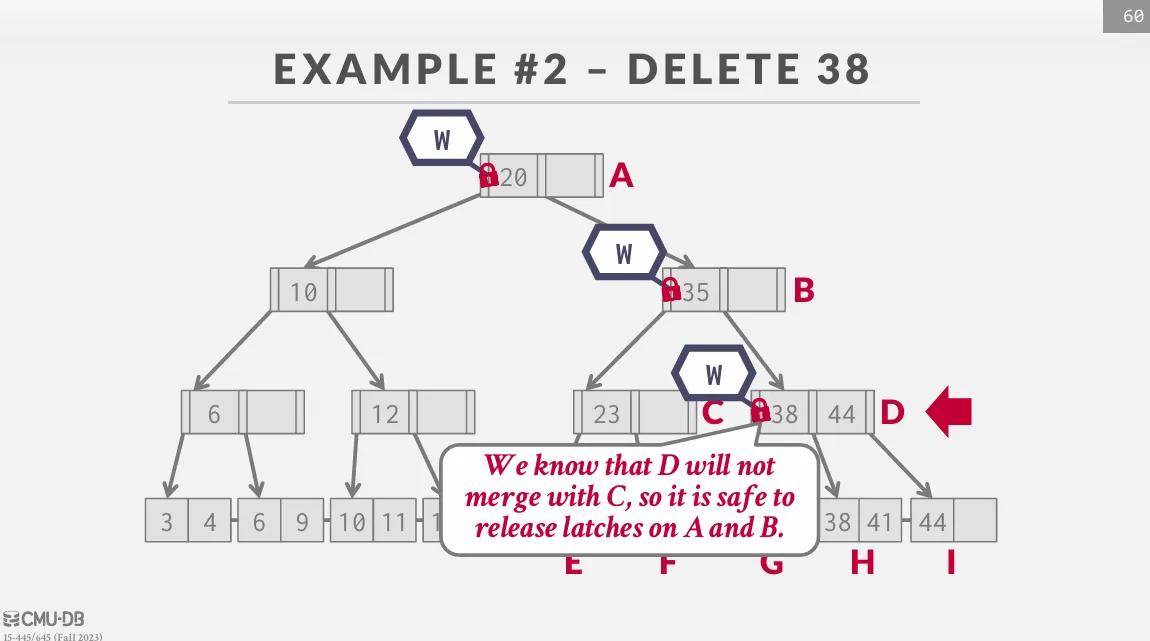 60
EXAMPLE #2 – DELETE 38
W
20 A
W
10
35 B
W
6
12
23 C
38 44 D
We know that D will not
merge with C, so it is safe to
release latches on A and B.
3 4 6 9 10 11 1
38 41 44
E F G H I
CMU·DB
15-445/645 (Fall 2023)